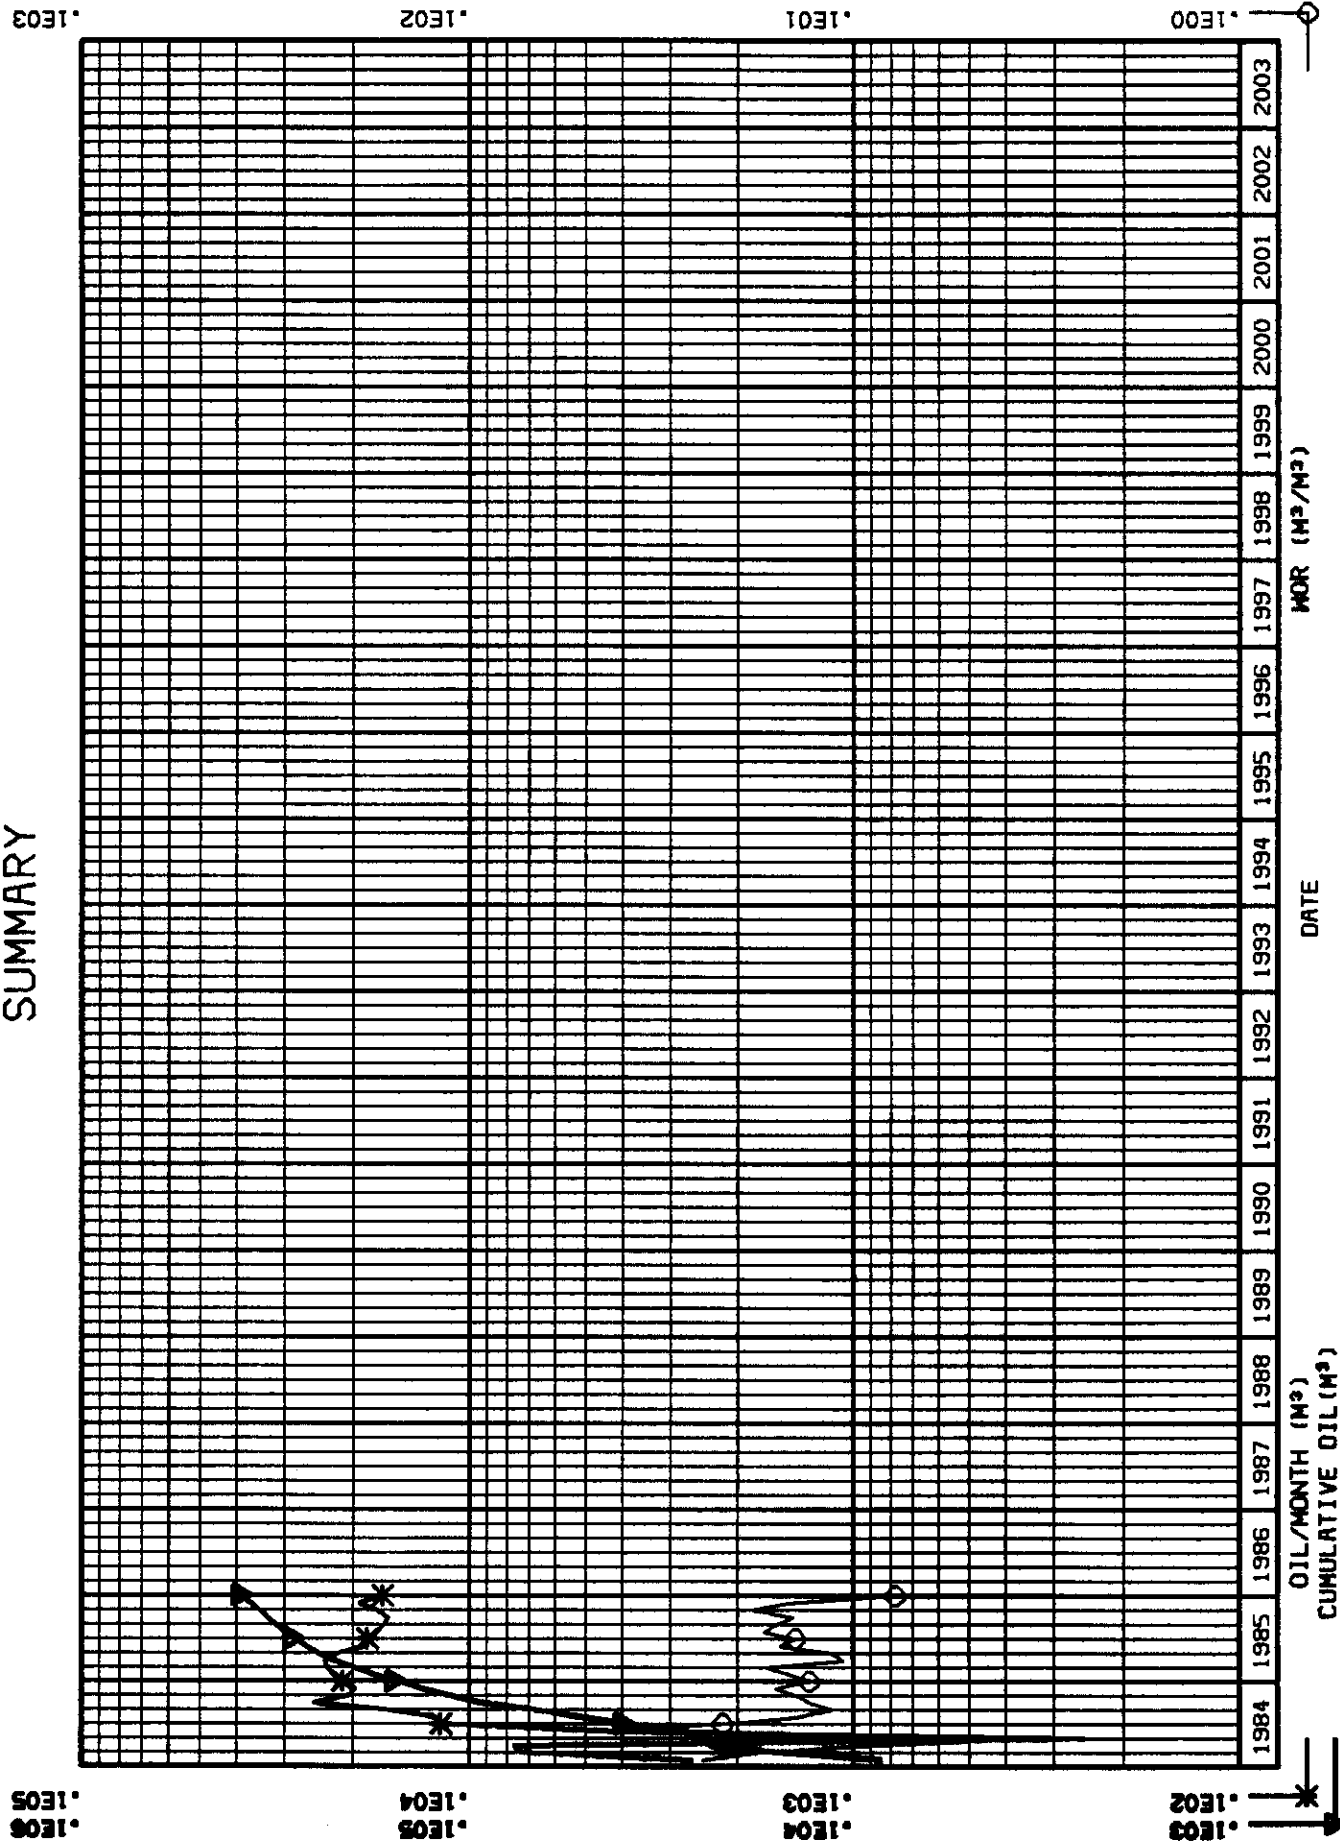 SUMMARY
.1E06 .1E05 .1E03
.1E05 .1E04 .1E02
.1E04 .1E03 .1E01
.1E03 .1E02 .1E00
1984 1985 1986 1987 1988 1989 1990 1991 1992 1993 1994 1995 1996 1997 1998 1999 2000 2001 2002 2003
OIL/MONTH (M³) DATE WOR (M³/M³)
CUMULATIVE OIL (M³)